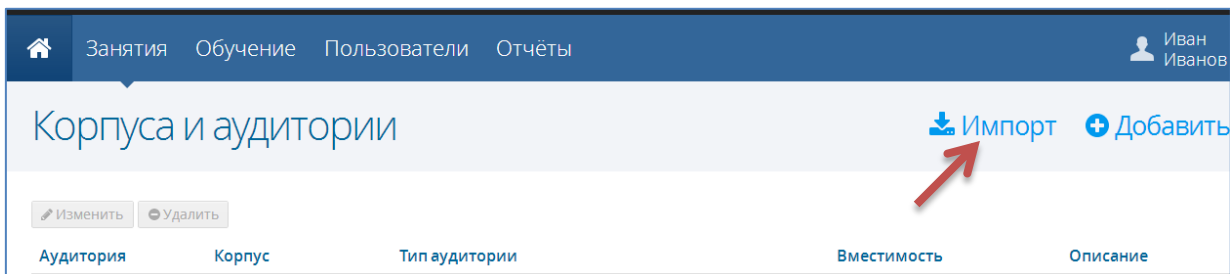 Занятия Обучение Пользователи Отчёты Иван
Иванов
Корпуса и аудитории Импорт Добавить
Изменить Удалить
Аудитория Корпус Тип аудитории Вместимость Описание